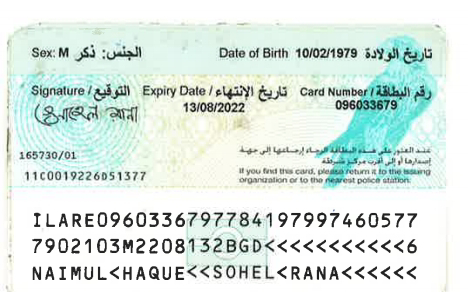 Sex: M الجنس: ذكر Date of Birth 10/02/1979 تاريخ الولادة
Signature / التوقيع Expiry Date / تاريخ الإنتهاء Card Number / رقم البطاقة
13/08/2022 096033679
সোহেল রানা
عند العثور على هذه البطاقة الرجاء إرجاعها إلى جهة
165730/01 إصدارها أو إلى أقرب مركز شرطة
If you find this card, please return it to the issuing
11C0019226051377 organization or to the nearest police station.
ILARE0960336797784197997460577
7902103M2208132BGD<<<<<<<<<<<6
NAIMUL<HAQUE<<SOHEL<RANA<<<<<<